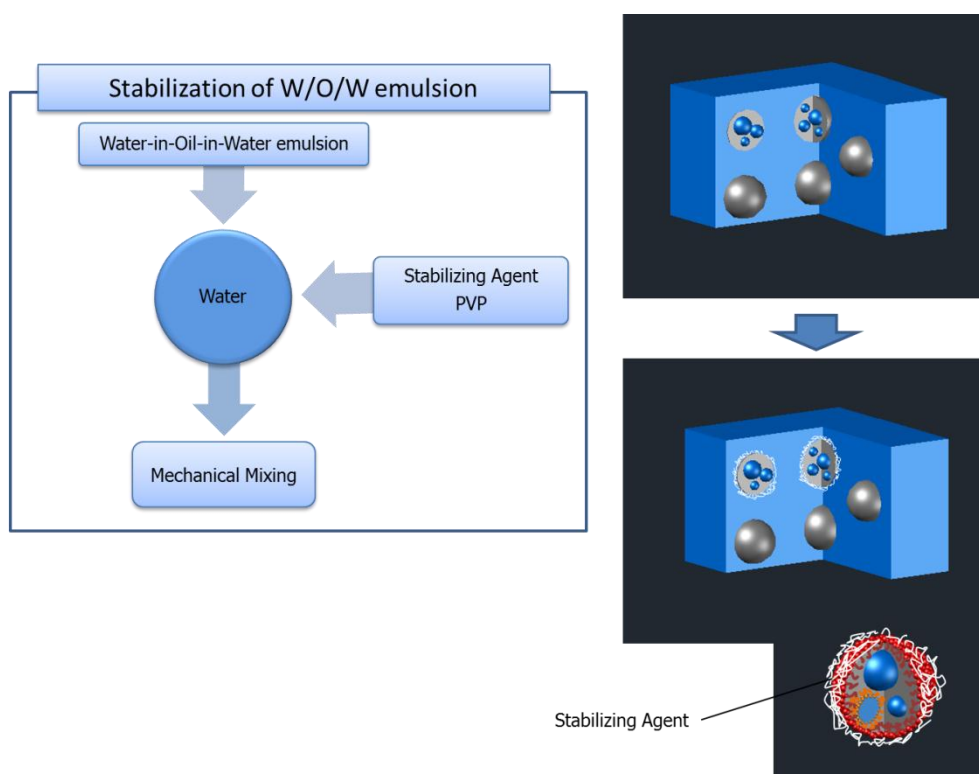 Stabilization of W/O/W emulsion
Water-in-Oil-in-Water emulsion
Water
Stabilizing Agent
PVP
Mechanical Mixing
Stabilizing Agent